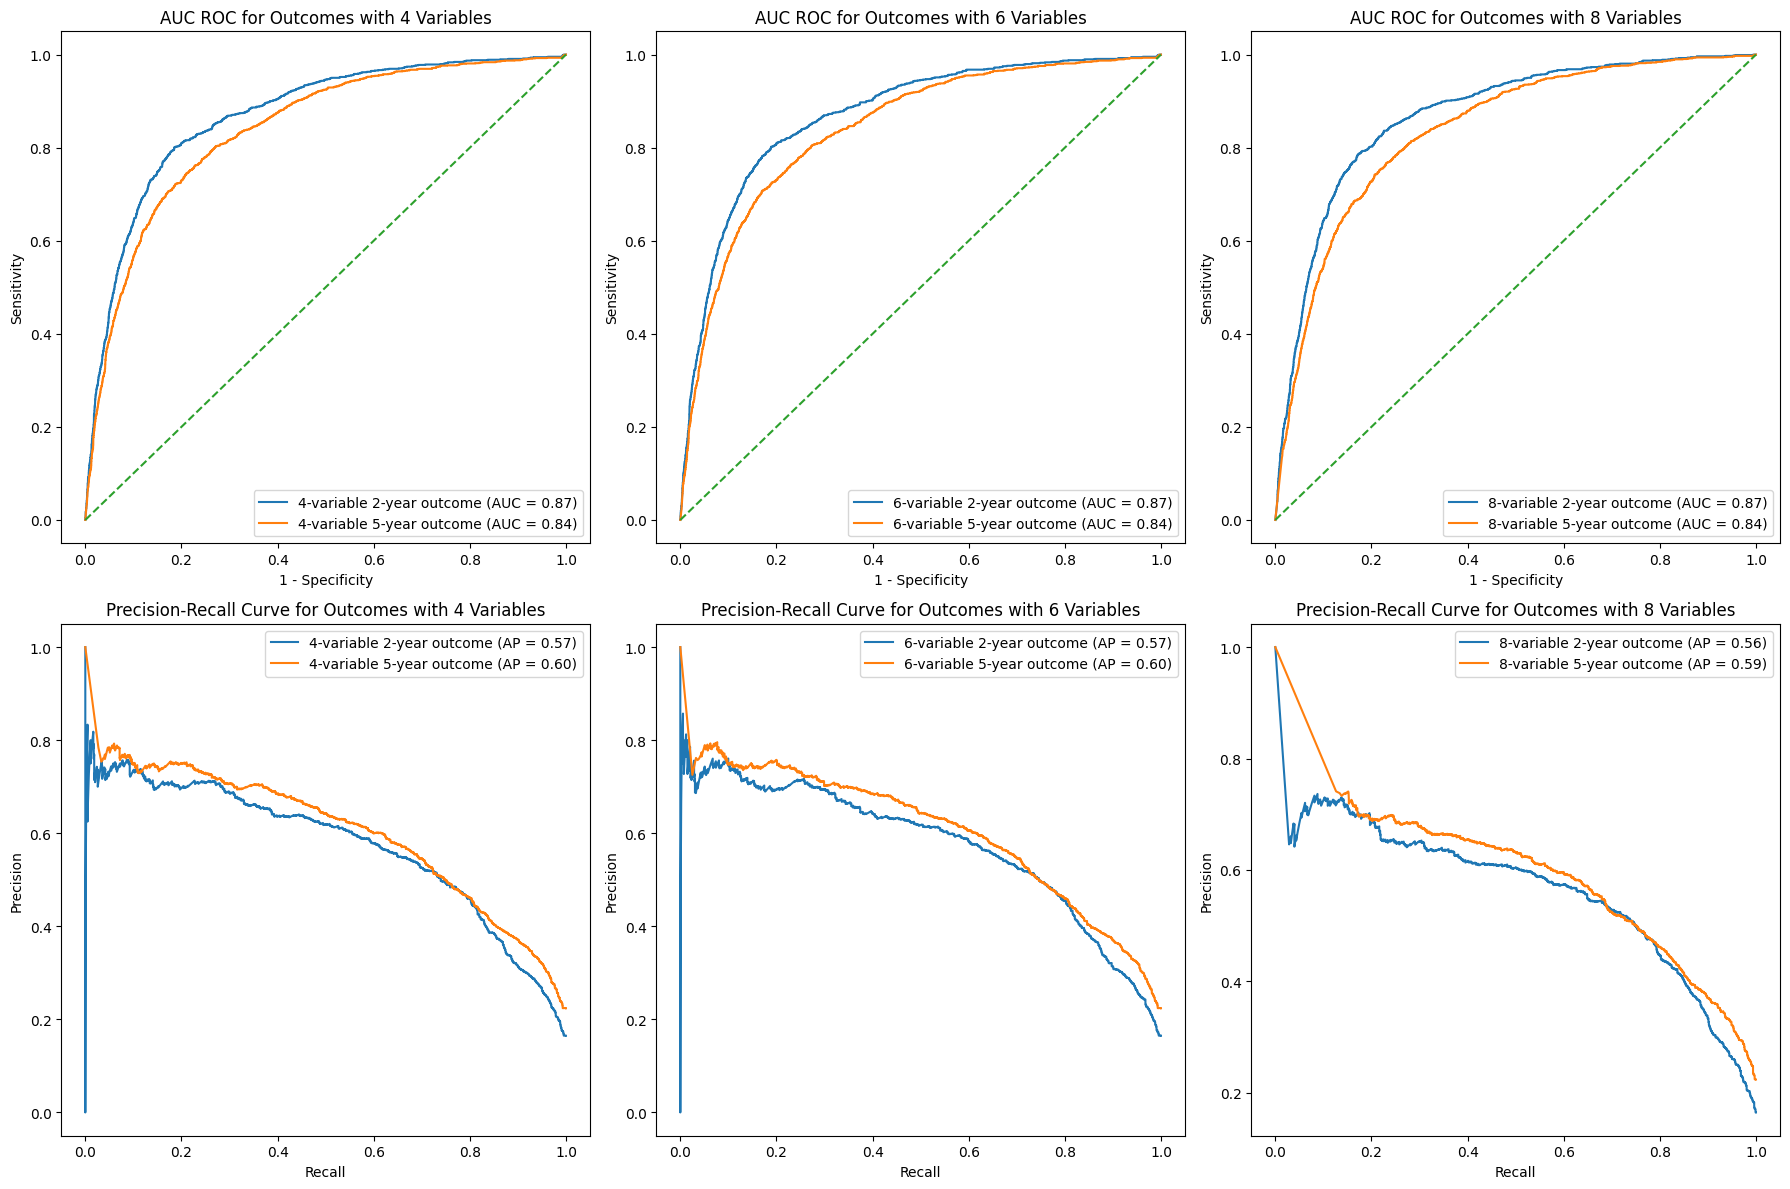 AUC ROC for Outcomes with 4 Variables
1.0
0.8
0.6
0.4
0.2
0.0
Sensitivity
4-variable 2-year outcome (AUC = 0.87)
4-variable 5-year outcome (AUC = 0.84)
0.0 0.2 0.4 0.6 0.8 1.0
1 - Specificity
AUC ROC for Outcomes with 6 Variables
1.0
0.8
0.6
0.4
0.2
0.0
Sensitivity
6-variable 2-year outcome (AUC = 0.87)
6-variable 5-year outcome (AUC = 0.84)
0.0 0.2 0.4 0.6 0.8 1.0
1 - Specificity
AUC ROC for Outcomes with 8 Variables
1.0
0.8
0.6
0.4
0.2
0.0
Sensitivity
8-variable 2-year outcome (AUC = 0.87)
8-variable 5-year outcome (AUC = 0.84)
0.0 0.2 0.4 0.6 0.8 1.0
1 - Specificity
Precision-Recall Curve for Outcomes with 4 Variables
4-variable 2-year outcome (AP = 0.57)
4-variable 5-year outcome (AP = 0.60)
1.0
0.8
0.6
0.4
0.2
0.0
Precision
0.0 0.2 0.4 0.6 0.8 1.0
Recall
Precision-Recall Curve for Outcomes with 6 Variables
6-variable 2-year outcome (AP = 0.57)
6-variable 5-year outcome (AP = 0.60)
1.0
0.8
0.6
0.4
0.2
0.0
Precision
0.0 0.2 0.4 0.6 0.8 1.0
Recall
Precision-Recall Curve for Outcomes with 8 Variables
8-variable 2-year outcome (AP = 0.56)
8-variable 5-year outcome (AP = 0.59)
1.0
0.8
0.6
0.4
0.2
Precision
0.0 0.2 0.4 0.6 0.8 1.0
Recall